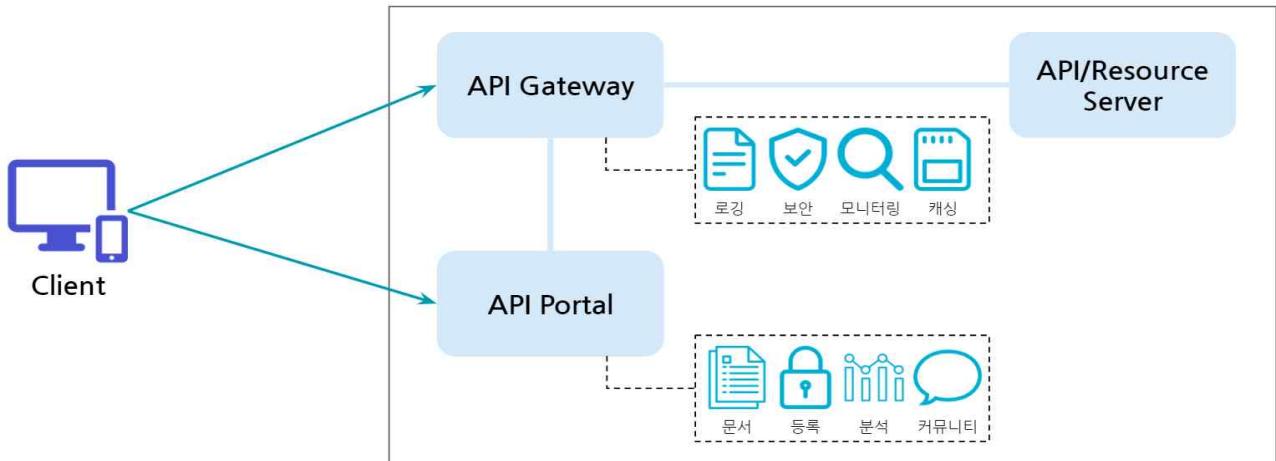 API Gateway
API/Resource
Server
로깅
보안
모니터링
캐싱
Client
API Portal
문서
등록
분석
커뮤니티